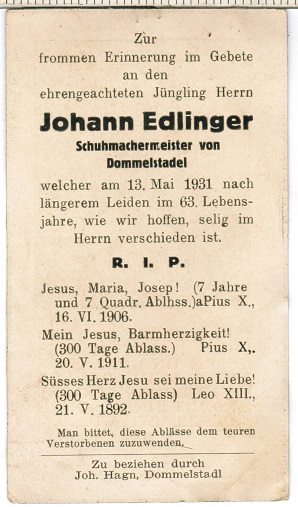 Zur
frommen Erinnerung im Gebete
an den
ehrengeachteten Jüngling Herrn
Johann Edlinger
Schuhmachermeister von
Dommelstadel
welcher am 13. Mai 1931 nach
längerem Leiden im 63. Lebens-
jahre, wie wir hoffen, selig im
Herrn verschieden ist.
R. I. P.
Jesus, Maria, Josep! (7 Jahre
und 7 Quadr. Ablhss.)aPius X.,
16. VI. 1906.
Mein Jesus, Barmherzigkeit!
(300 Tage Ablass.) Pius X,.
20. V. 1911.
Süsses Herz Jesu sei meine Liebe!
(300 Tage Ablass) Leo XIII.,
21. V. 1892.
Man bittet, diese Ablässe dem teuren
Verstorbenen zuzuwenden.
Zu beziehen durch
Joh. Hagn, Dommelstadl